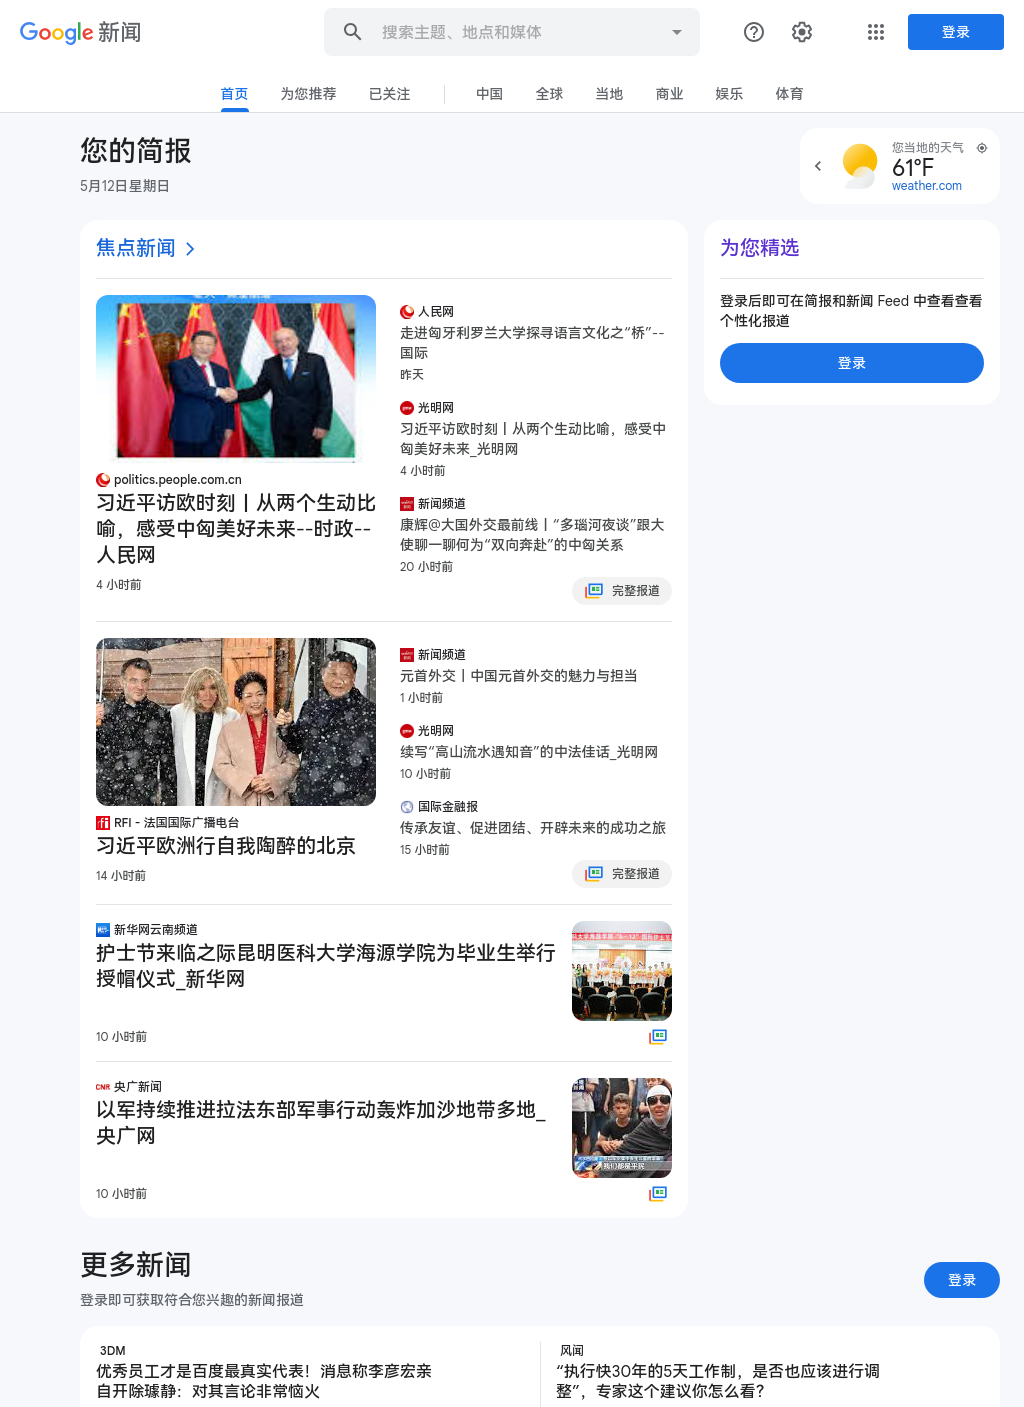 Google 新闻
搜索主题、地点和媒体
登录
首页
为您推荐
已关注
中国
全球
当地
商业
娱乐
体育
您的简报
5月12日星期日
您当地的天气
61°F
weather.com
焦点新闻
politics.people.com.cn
习近平访欧时刻丨从两个生动比
喻，感受中匈美好未来--时政--
人民网
4 小时前
人民网
走进匈牙利罗兰大学探寻语言文化之“桥”--
国际
昨天
光明网
习近平访欧时刻丨从两个生动比喻，感受中
匈美好未来_光明网
4 小时前
新闻频道
康辉@大国外交最前线丨“多瑙河夜谈”跟大
使聊一聊何为“双向奔赴”的中匈关系
20 小时前
完整报道
RFI - 法国国际广播电台
习近平欧洲行自我陶醉的北京
14 小时前
新闻频道
元首外交丨中国元首外交的魅力与担当
1 小时前
光明网
续写“高山流水遇知音”的中法佳话_光明网
10 小时前
国际金融报
传承友谊、促进团结、开辟未来的成功之旅
15 小时前
完整报道
新华网云南频道
护士节来临之际昆明医科大学海源学院为毕业生举行
授帽仪式_新华网
10 小时前
CNR 央广新闻
以军持续推进拉法东部军事行动轰炸加沙地带多地_
央广网
我们都是平民
10 小时前
为您精选
登录后即可在简报和新闻 Feed 中查看查看
个性化报道
登录
更多新闻
登录即可获取符合您兴趣的新闻报道
登录
3DM
优秀员工才是百度最真实代表！消息称李彦宏亲
自开除璩静：对其言论非常恼火
风闻
“执行快30年的5天工作制，是否也应该进行调
整”，专家这个建议你怎么看？